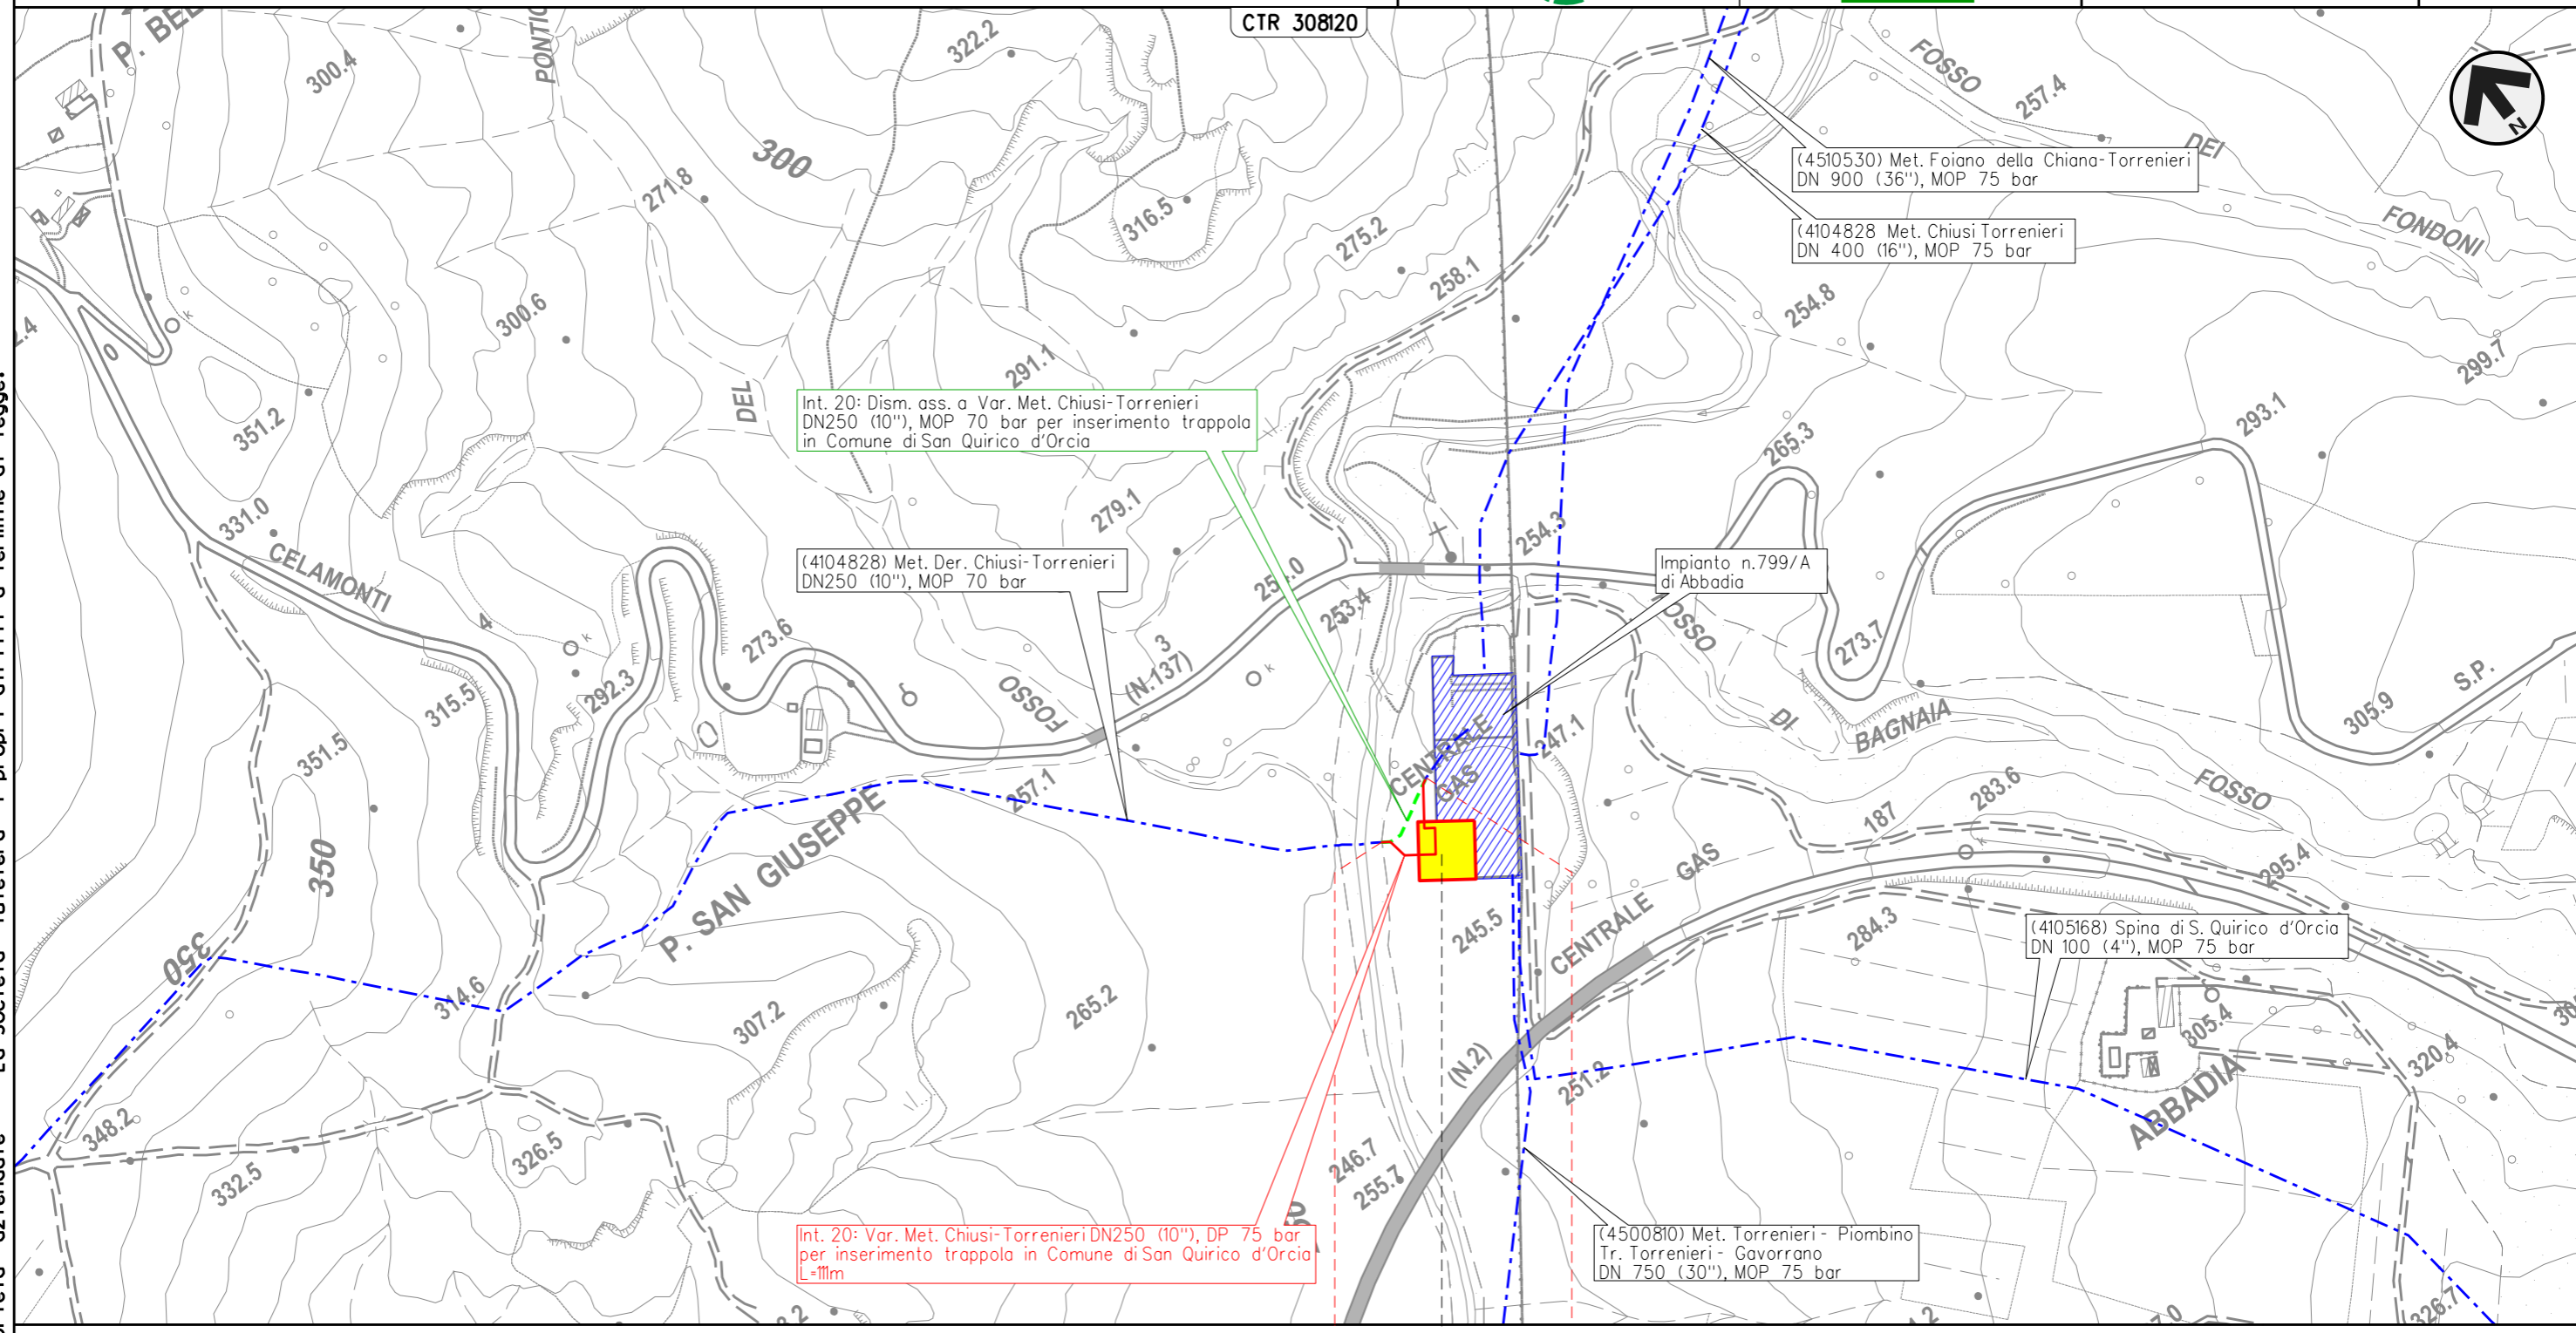 CTR 308120
P. BEL
PONTIC
300.4
322.2
300
271.8
316.5
275.2
258.1
300.6
291.1
DEL
351.2
331.0
CELAMONTI
4
k
0
k
279.1
FOSSO
257.4
DEI
FONDONI
254.8
299.7
293.1
265.3
254.3
N
(4510530) Met. Foiano della Chiana-Torrenieri
DN 900 (36"), MOP 75 bar
(4104828 Met. Chiusi Torrenieri
DN 400 (16"), MOP 75 bar
Int. 20: Dism. ass. a Var. Met. Chiusi-Torrenieri
DN250 (10"), MOP 70 bar per inserimento trappola
in Comune di San Quirico d'Orcia
(4104828) Met. Der. Chiusi-Torrenieri
DN250 (10"), MOP 70 bar
Impianto n.799/A
di Abbadia
253.4
3
(N.137)
k
273.6
292.3
315.5
FOSSO
257.1
OSSO
DI
BAGNAIA
273.7
305.9
S.P.
FOSSO
247.1
CENTRALE
GAS
351.5
350
350
P. SAN GIUSEPPE
187
283.6
k
295.4
CENTRALE GAS
245.5
284.3
314.6
307.2
265.2
(4105168) Spina di S. Quirico d'Orcia
DN 100 (4"), MOP 75 bar
305.4
320.4
ABBADIA
(N.2)
251.2
348.2
332.5
326.5
246.7
255.7
Int. 20: Var. Met. Chiusi-Torrenieri DN250 (10"), DP 75 bar
per inserimento trappola in Comune di San Quirico d'Orcia
L=111m
(4500810) Met. Torrenieri - Piombino
Tr. Torrenieri - Gavorrano
DN 750 (30"), MOP 75 bar
326.7